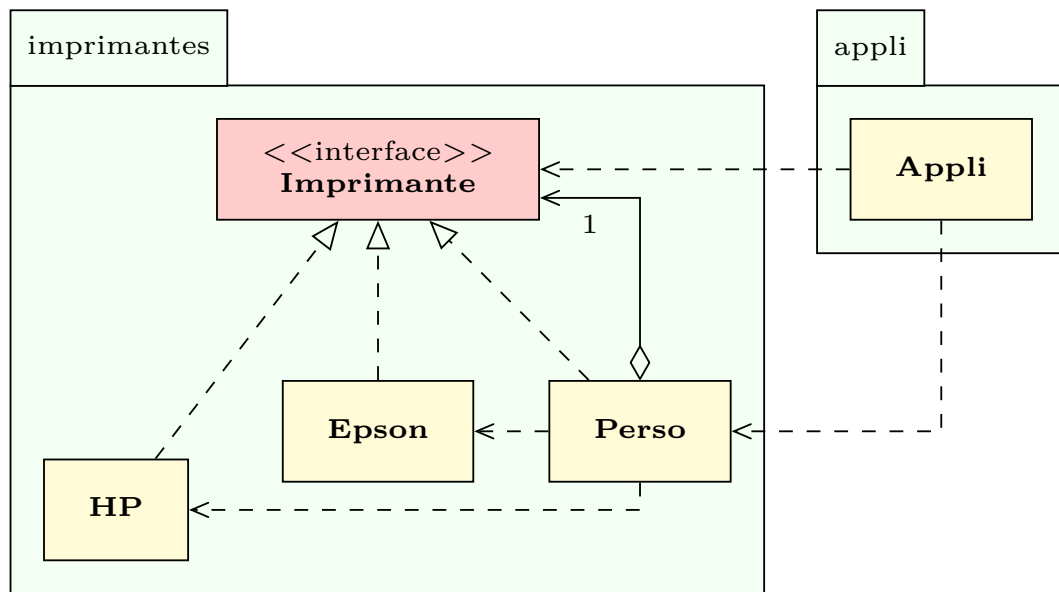 imprimantes
appli
<<interface>>
Imprimante
Appli
1
Epson
Perso
HP